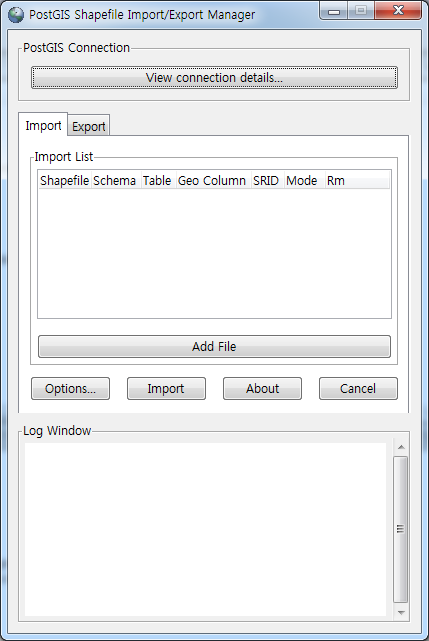 PostGIS Shapefile Import/Export Manager
PostGIS Connection
View connection details...
Import Export
Import List
Shapefile Schema Table Geo Column SRID Mode Rm
Add File
Options... Import About Cancel
Log Window